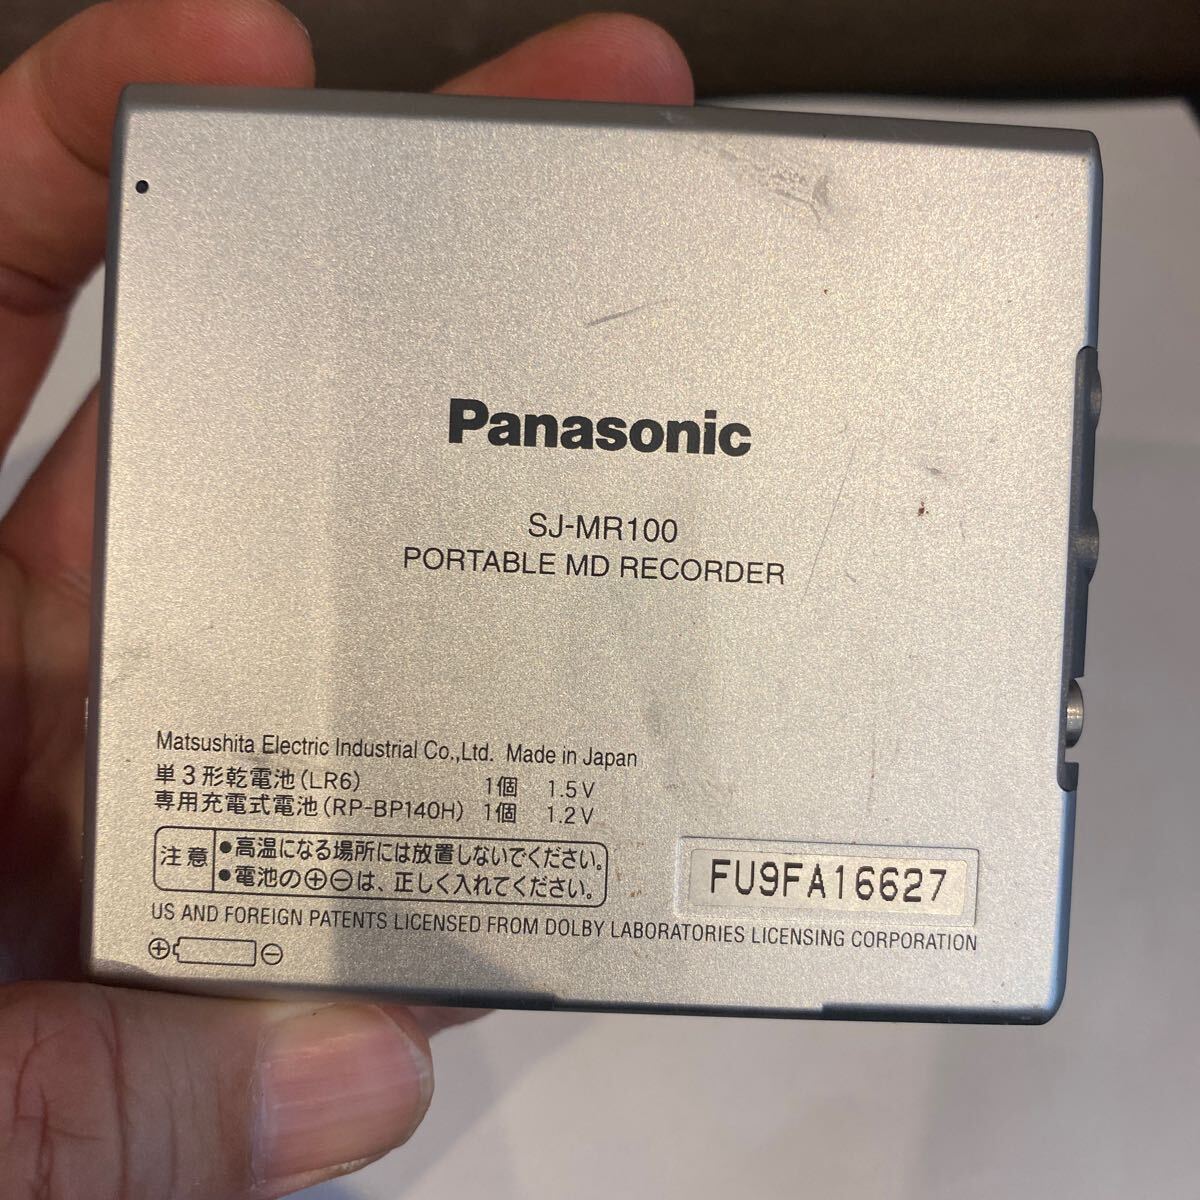 Panasonic
SJ-MR100
PORTABLE MD RECORDER
Matsushita Electric Industrial Co.,Ltd. Made in Japan
単3形乾電池(LR6) 1個 1.5V
専用充電式電池(RP-BP140H) 1個 1.2V
注意
●高温になる場所には放置しないでください。
●電池の⊕⊖は、正しく入れてください。
FU9FA16627
US AND FOREIGN PATENTS LICENSED FROM DOLBY LABORATORIES LICENSING CORPORATION
⊕ ⊖